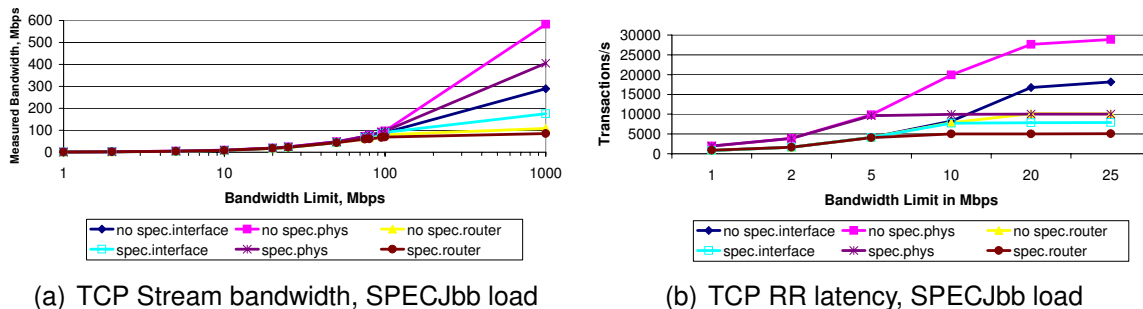 Measured Bandwidth, Mbps
600
500
400
300
200
100
0
1 10 100 1000
Bandwidth Limit, Mbps
no spec.interface no spec.phys no spec.router
spec.interface spec.phys spec.router
(a) TCP Stream bandwidth, SPECJbb load
Transactions/s
30000
25000
20000
15000
10000
5000
0
1 2 5 10 20 25
Bandwidth Limit in Mbps
no spec.interface no spec.phys no spec.router
spec.interface spec.phys spec.router
(b) TCP RR latency, SPECJbb load